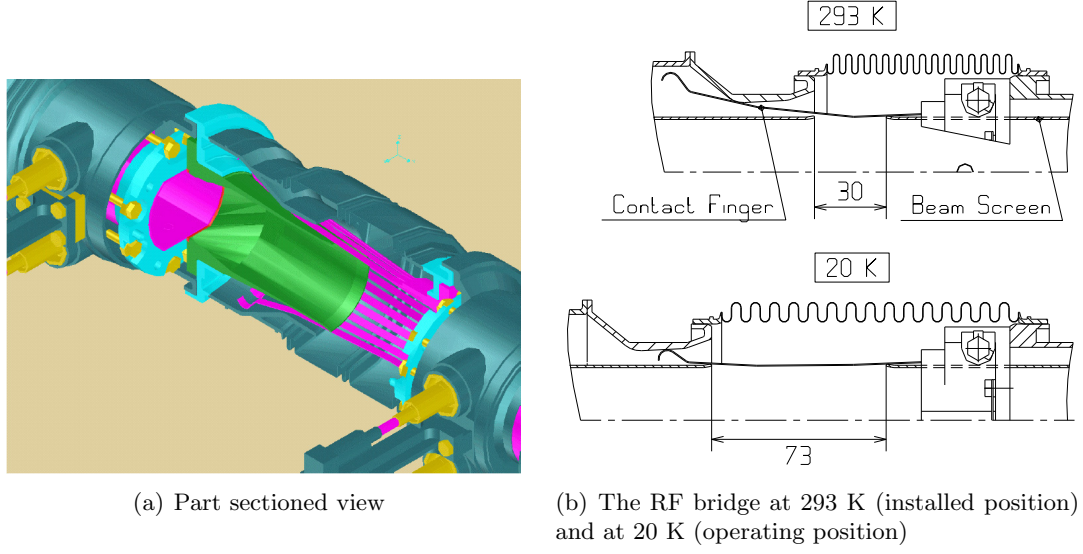 293 K
Contact Finger
30
Beam Screen
20 K
73
(a) Part sectioned view
(b) The RF bridge at 293 K (installed position)
and at 20 K (operating position)